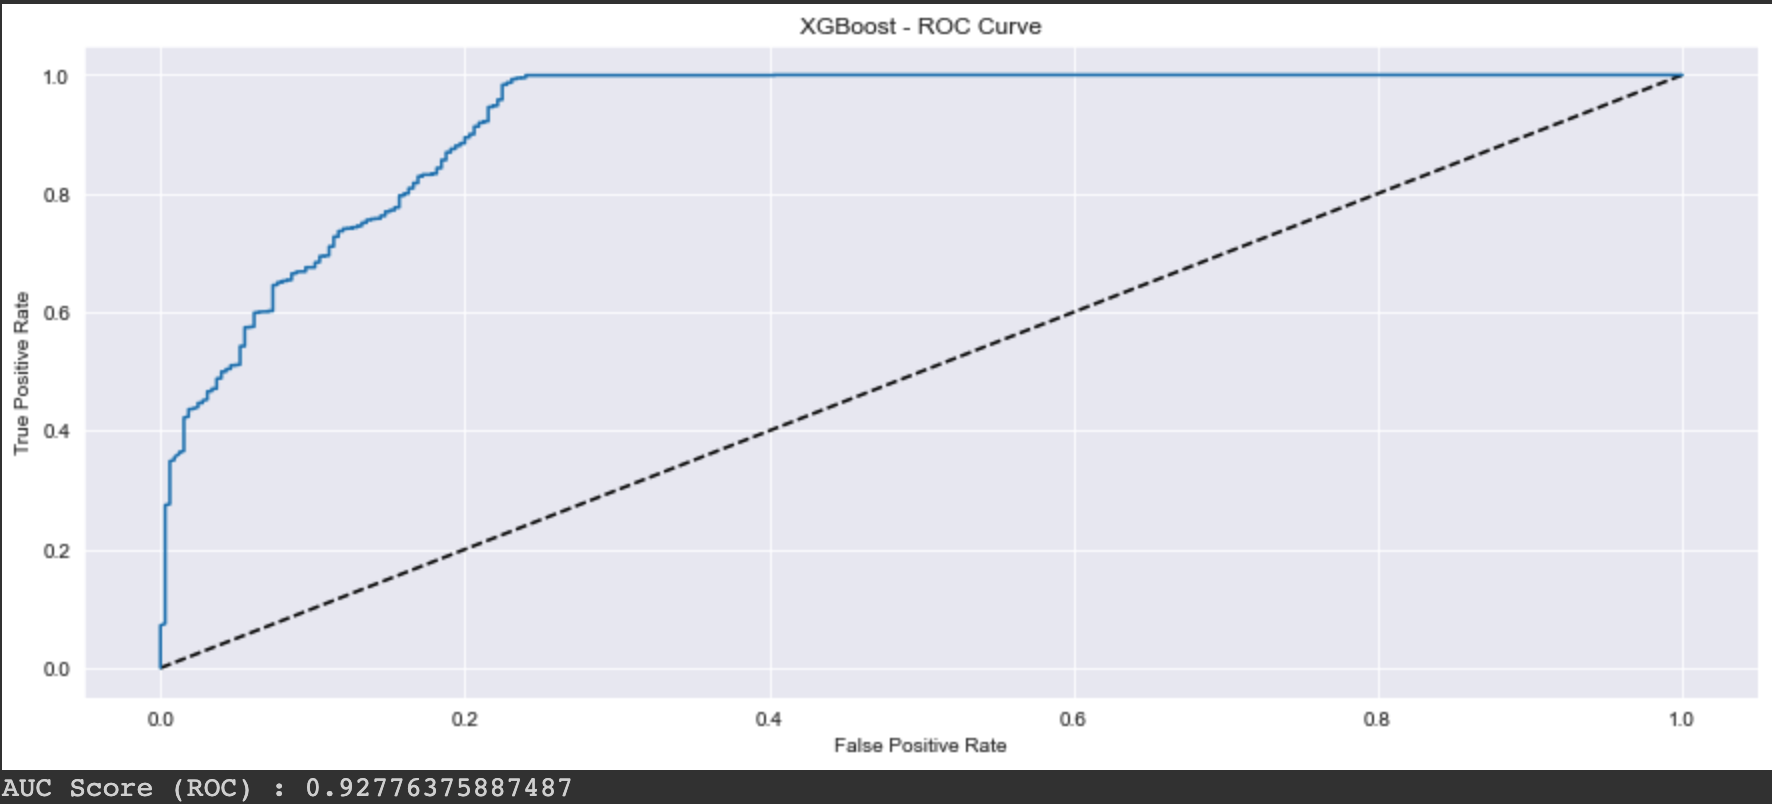 XGBoost - ROC Curve
1.0
0.8
0.6
0.4
0.2
0.0
True Positive Rate
0.0 0.2 0.4 0.6 0.8 1.0
False Positive Rate
AUC Score (ROC) : 0.92776375887487